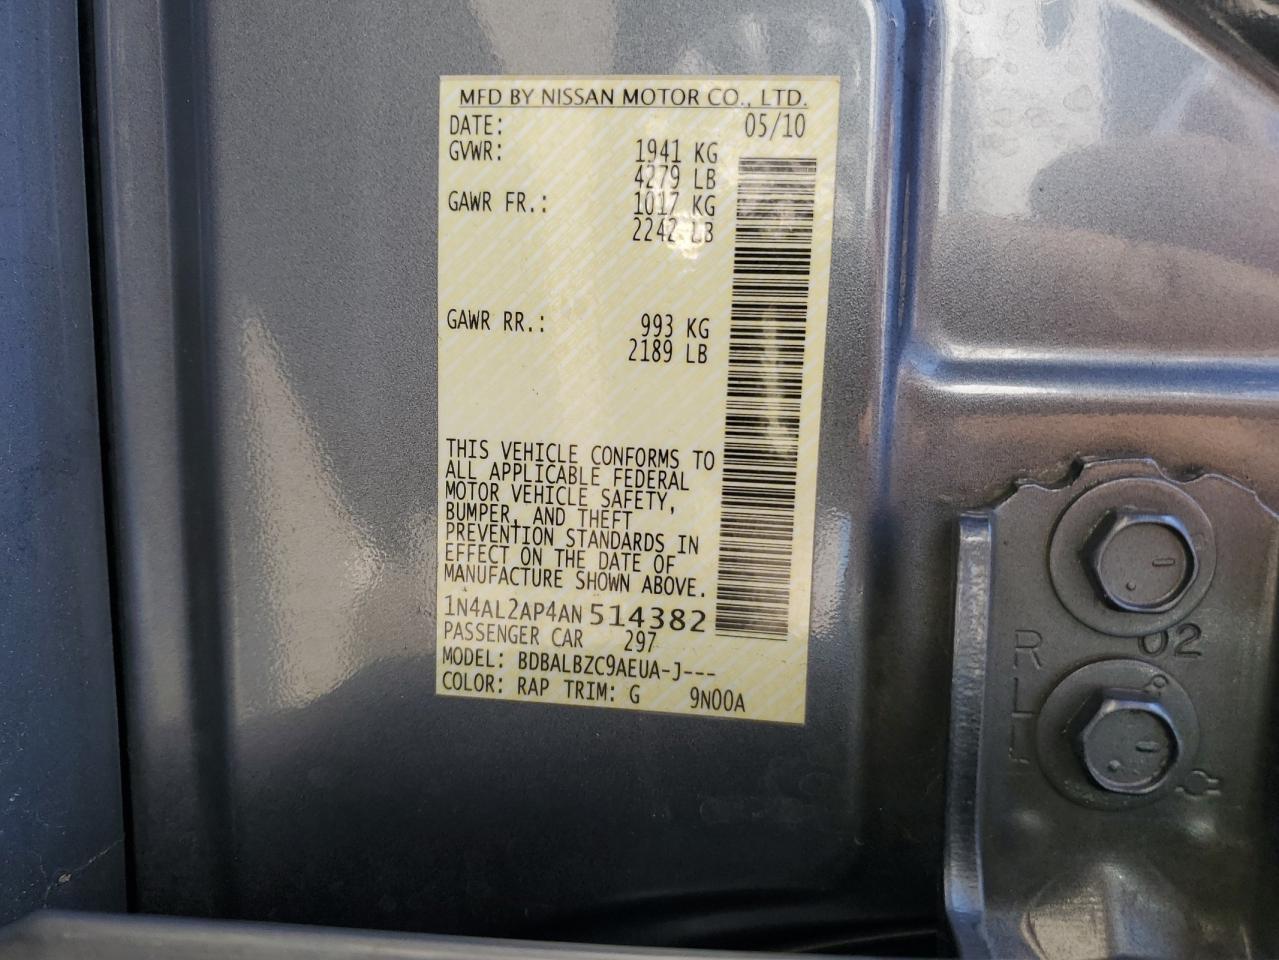 MFD BY NISSAN MOTOR CO., LTD.
DATE: 05/10
GVWR: 1941 KG
4279 LB
GAWR FR.: 1017 KG
2242 LB
GAWR RR.: 993 KG
2189 LB
THIS VEHICLE CONFORMS TO
ALL APPLICABLE FEDERAL
MOTOR VEHICLE SAFETY,
BUMPER, AND THEFT
PREVENTION STANDARDS IN
EFFECT ON THE DATE OF
MANUFACTURE SHOWN ABOVE.
1N4AL2AP4AN514382
PASSENGER CAR 297
MODEL: BDBALBZC9AEUA-J---
COLOR: RAP TRIM: G 9N00A
02
R
L